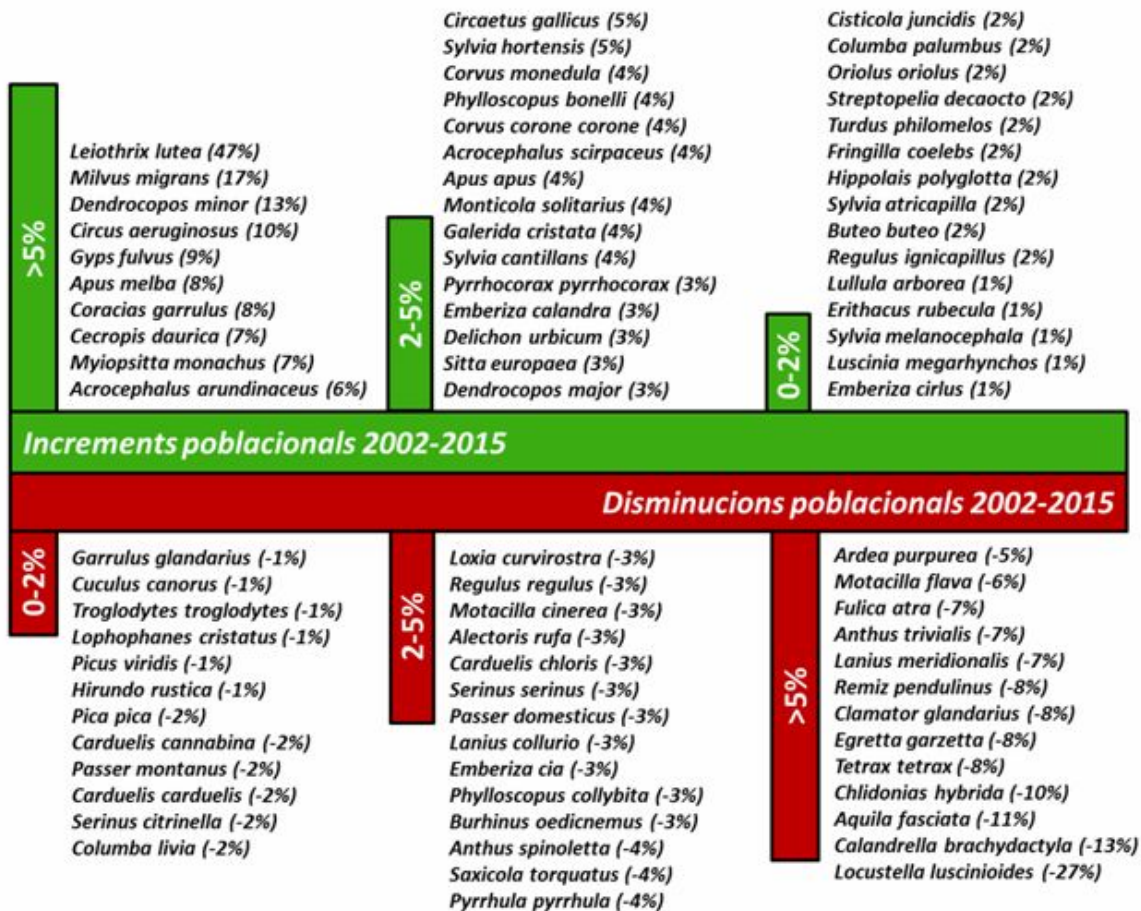 >5%
Leiothrix lutea (47%)
Milvus migrans (17%)
Dendrocopos minor (13%)
Circus aeruginosus (10%)
Gyps fulvus (9%)
Apus melba (8%)
Coracias garrulus (8%)
Cecropis daurica (7%)
Myiopsitta monachus (7%)
Acrocephalus arundinaceus (6%)
2-5%
Circaetus gallicus (5%)
Sylvia hortensis (5%)
Corvus monedula (4%)
Phylloscopus bonelli (4%)
Corvus corone corone (4%)
Acrocephalus scirpaceus (4%)
Apus apus (4%)
Monticola solitarius (4%)
Galerida cristata (4%)
Sylvia cantillans (4%)
Pyrrhocorax pyrrhocorax (3%)
Emberiza calandra (3%)
Delichon urbicum (3%)
Sitta europaea (3%)
Dendrocopos major (3%)
0-2%
Cisticola juncidis (2%)
Columba palumbus (2%)
Oriolus oriolus (2%)
Streptopelia decaocto (2%)
Turdus philomelos (2%)
Fringilla coelebs (2%)
Hippolais polyglotta (2%)
Sylvia atricapilla (2%)
Buteo buteo (2%)
Regulus ignicapillus (2%)
Lullula arborea (1%)
Erithacus rubecula (1%)
Sylvia melanocephala (1%)
Luscinia megarhynchos (1%)
Emberiza cirlus (1%)
Increments poblacionals 2002-2015
Disminucions poblacionals 2002-2015
0-2%
Garrulus glandarius (-1%)
Cuculus canorus (-1%)
Troglodytes troglodytes (-1%)
Lophophanes cristatus (-1%)
Picus viridis (-1%)
Hirundo rustica (-1%)
Pica pica (-2%)
Carduelis cannabina (-2%)
Passer montanus (-2%)
Carduelis carduelis (-2%)
Serinus citrinella (-2%)
Columba livia (-2%)
2-5%
Loxia curvirostra (-3%)
Regulus regulus (-3%)
Motacilla cinerea (-3%)
Alectoris rufa (-3%)
Carduelis chloris (-3%)
Serinus serinus (-3%)
Passer domesticus (-3%)
Lanius collurio (-3%)
Emberiza cia (-3%)
Phylloscopus collybita (-3%)
Burhinus oedicnemus (-3%)
Anthus spinoletta (-4%)
Saxicola torquatus (-4%)
Pyrrhula pyrrhula (-4%)
>5%
Ardea purpurea (-5%)
Motacilla flava (-6%)
Fulica atra (-7%)
Anthus trivialis (-7%)
Lanius meridionalis (-7%)
Remiz pendulinus (-8%)
Clamator glandarius (-8%)
Egretta garzetta (-8%)
Tetrax tetrax (-8%)
Chlidonias hybrida (-10%)
Aquila fasciata (-11%)
Calandrella brachydactyla (-13%)
Locustella luscinioides (-27%)